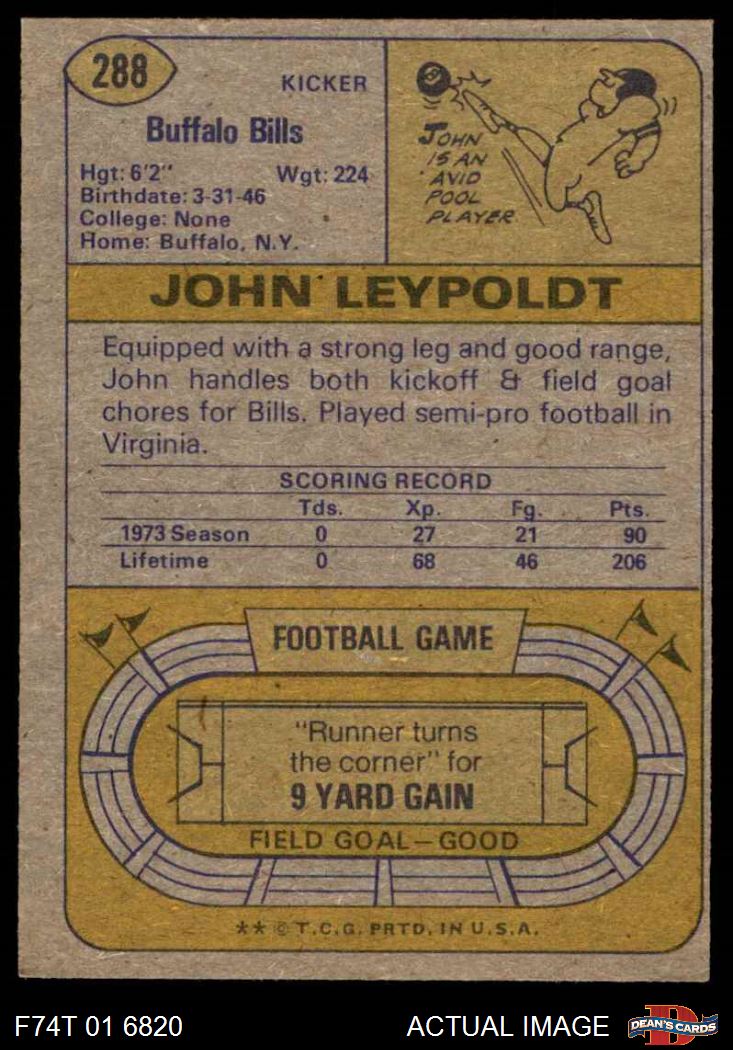 288
KICKER
Buffalo Bills
Hgt: 6'2" Wgt: 224
Birthdate: 3-31-46
College: None
Home: Buffalo, N.Y.
8
JOHN
IS AN
AVID
POOL
PLAYER
JOHN LEYPOLDT
Equipped with a strong leg and good range,
John handles both kickoff & field goal
chores for Bills. Played semi-pro football in
Virginia.
SCORING RECORD
Tds. Xp. Fg. Pts.
1973 Season 0 27 21 90
Lifetime 0 68 46 206
FOOTBALL GAME
"Runner turns
the corner" for
9 YARD GAIN
FIELD GOAL—GOOD
** © T.C.G. PRTD. IN U.S.A.
F74T 01 6820 ACTUAL IMAGE
D
DEAN'S CARDS